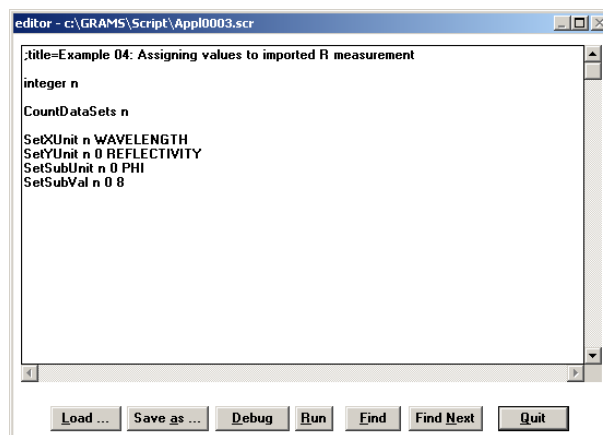 editor - c:\GRAMS\Script\Appl0003.scr
;title=Example 04: Assigning values to imported R measurement
integer n
CountDataSets n
SetXUnit n WAVELENGTH
SetYUnit n 0 REFLECTIVITY
SetSubUnit n 0 PHI
SetSubVal n 0 8
Load ... Save as ... Debug Run Find Find Next Quit